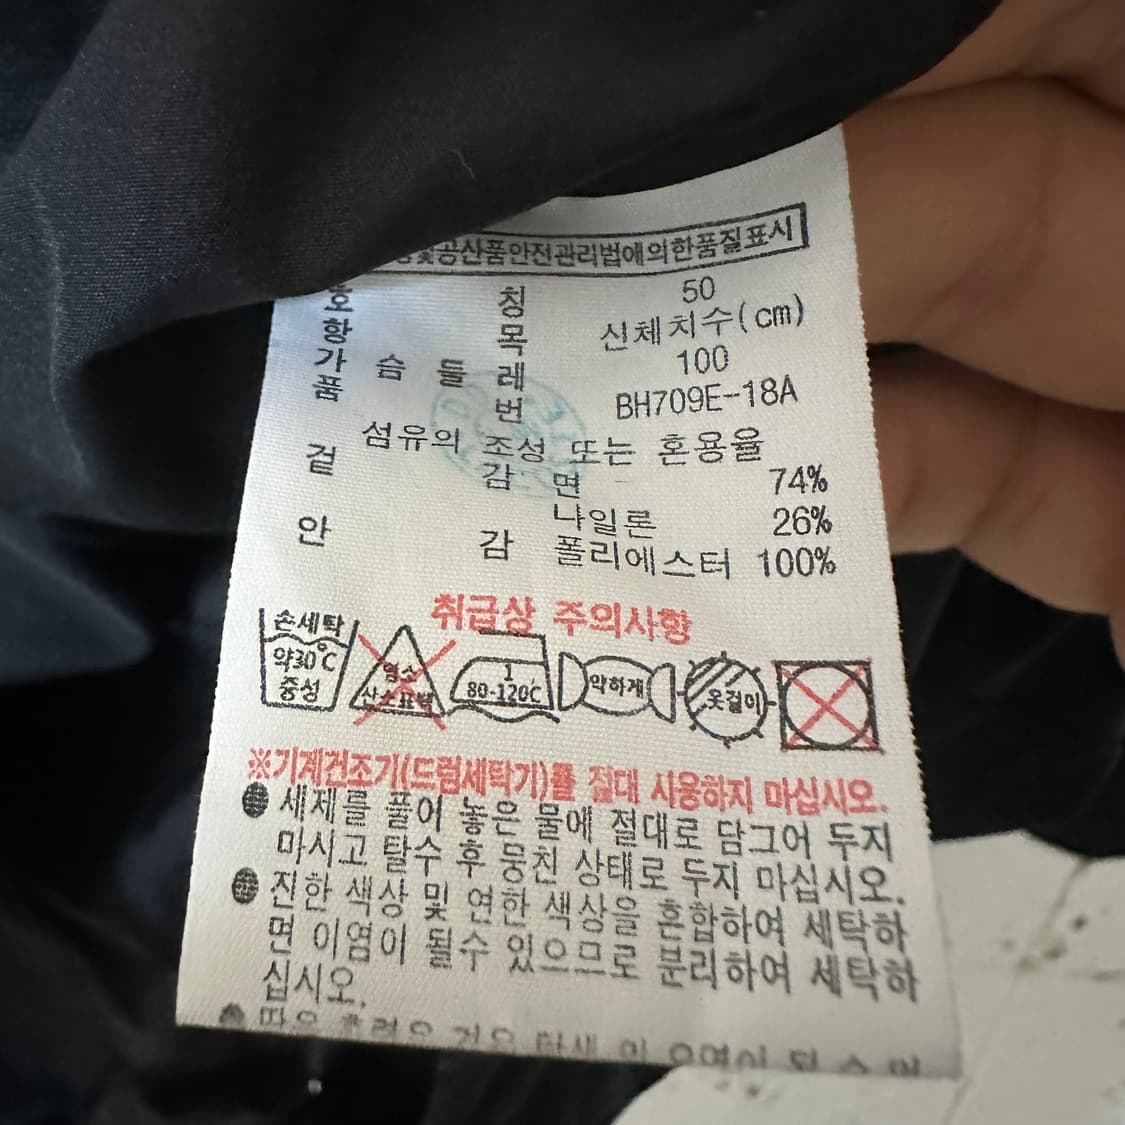 및공산품안전관리법에의한품질표시
호 칭 50
항 목 신체치수(cm)
가 슴 둘 레 100
품 번 BH709E-18A
섬유의 조성 또는 혼용율
겉 감 면 74%
나일론 26%
안 감 폴리에스터 100%
취급상 주의사항
손세탁
약30℃
중성
염소
산소표백
1
80-120℃
약하게
옷걸이
※기계건조기(드럼세탁기)를 절대 사용하지 마십시오.
● 세제를 풀어 놓은 물에 절대로 담그어 두지
마시고 탈수 후 뭉친 상태로 두지 마십시오.
● 진한 색상 및 연한 색상을 혼합하여 세탁하
면 이염이 될수 있으므로 분리하여 세탁하
십시오.